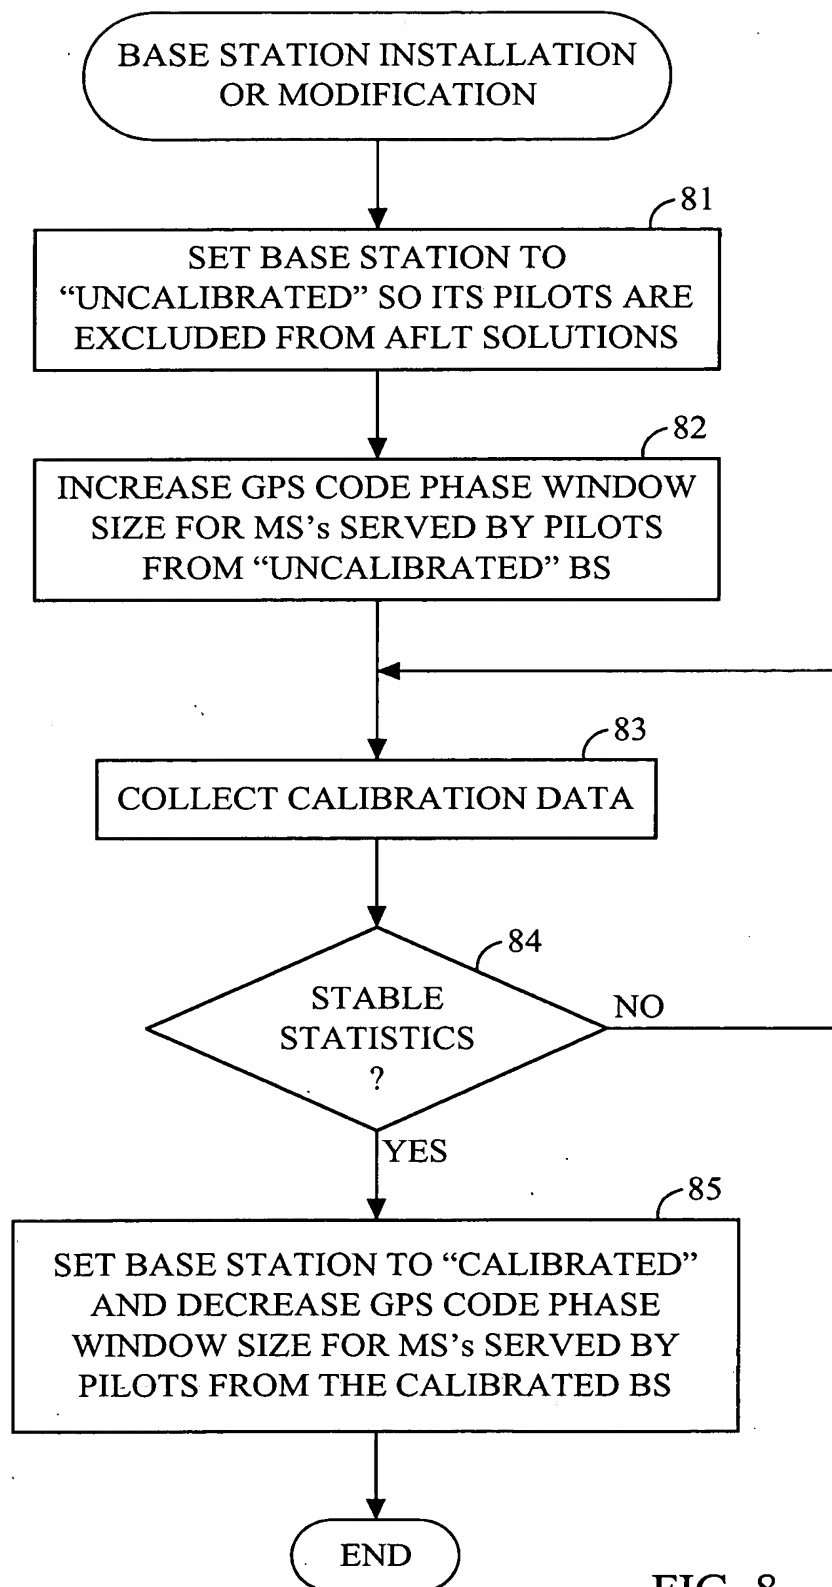 BASE STATION INSTALLATION
OR MODIFICATION
81
SET BASE STATION TO
“UNCALIBRATED” SO ITS PILOTS ARE
EXCLUDED FROM AFLT SOLUTIONS
82
INCREASE GPS CODE PHASE WINDOW
SIZE FOR MS's SERVED BY PILOTS
FROM “UNCALIBRATED” BS
83
COLLECT CALIBRATION DATA
84
STABLE
STATISTICS
?
NO
YES
85
SET BASE STATION TO “CALIBRATED”
AND DECREASE GPS CODE PHASE
WINDOW SIZE FOR MS's SERVED BY
PILOTS FROM THE CALIBRATED BS
END
FIG. 8